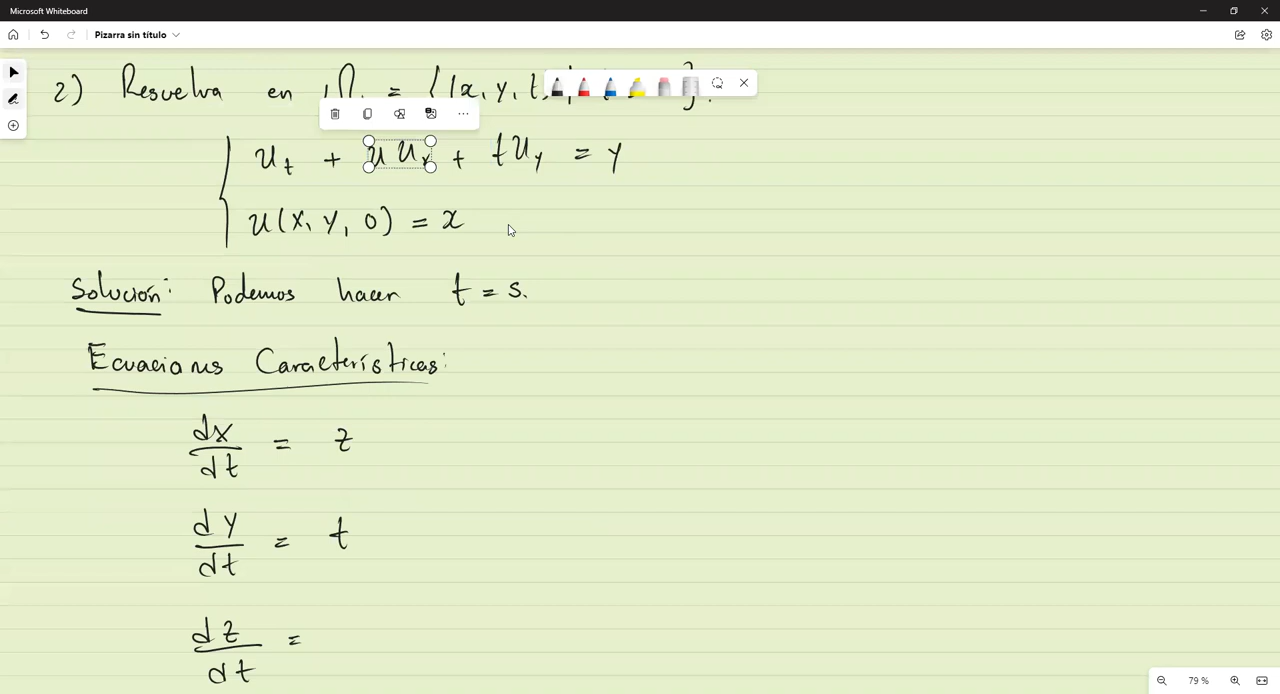 Microsoft Whiteboard
Pizarra sin título
2) Resuelva en Ω = {(x, y, t) }.
u_t + u u_x + t u_y = y
u(x, y, 0) = x
Solución: Podemos hacer t = s.
Ecuaciones Características:
dx/dt = z
dy/dt = t
dz/dt =
79 %